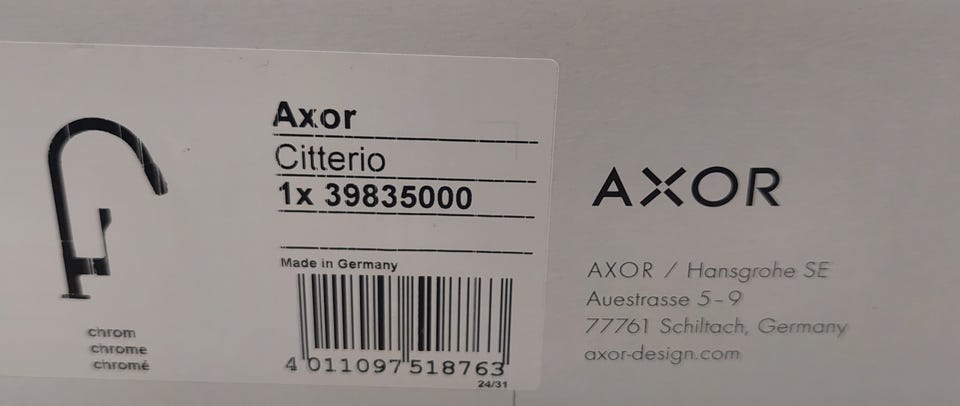 Axor
Citterio
1x 39835000
Made in Germany
4 011097 518763
24/31
chrom
chrome
chromé
AXOR
AXOR / Hansgrohe SE
Auestrasse 5-9
77761 Schiltach, Germany
axor-design.com